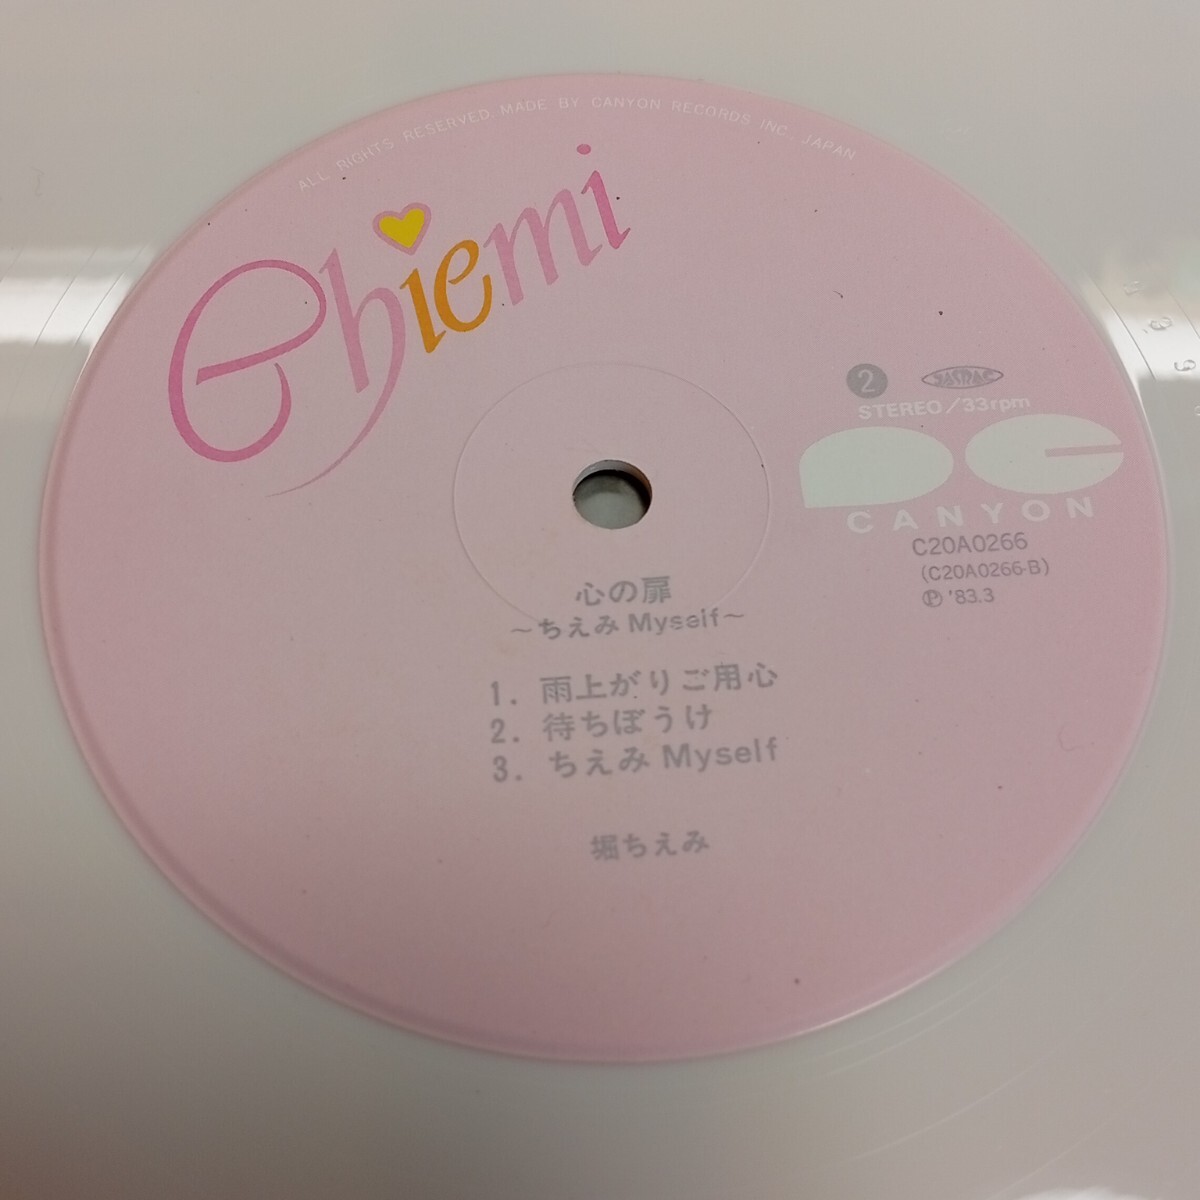 ALL RIGHTS RESERVED. MADE BY CANYON RECORDS INC., JAPAN
Chiemi
2 JASRAC
STEREO/33rpm
CANYON
C20A0266
(C20A0266-B)
Ⓟ '83.3
心の扉
～ちえみ Myself～
1. 雨上がりご用心
2. 待ちぼうけ
3. ちえみ Myself
堀ちえみ